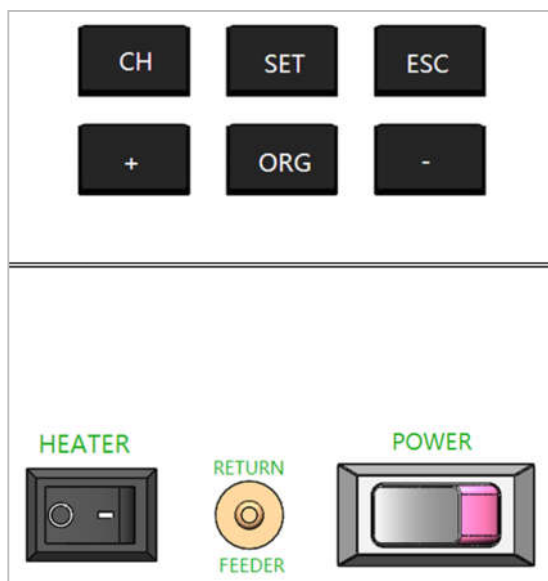 CH SET ESC
+ ORG -
HEATER
POWER
RETURN
FEEDER